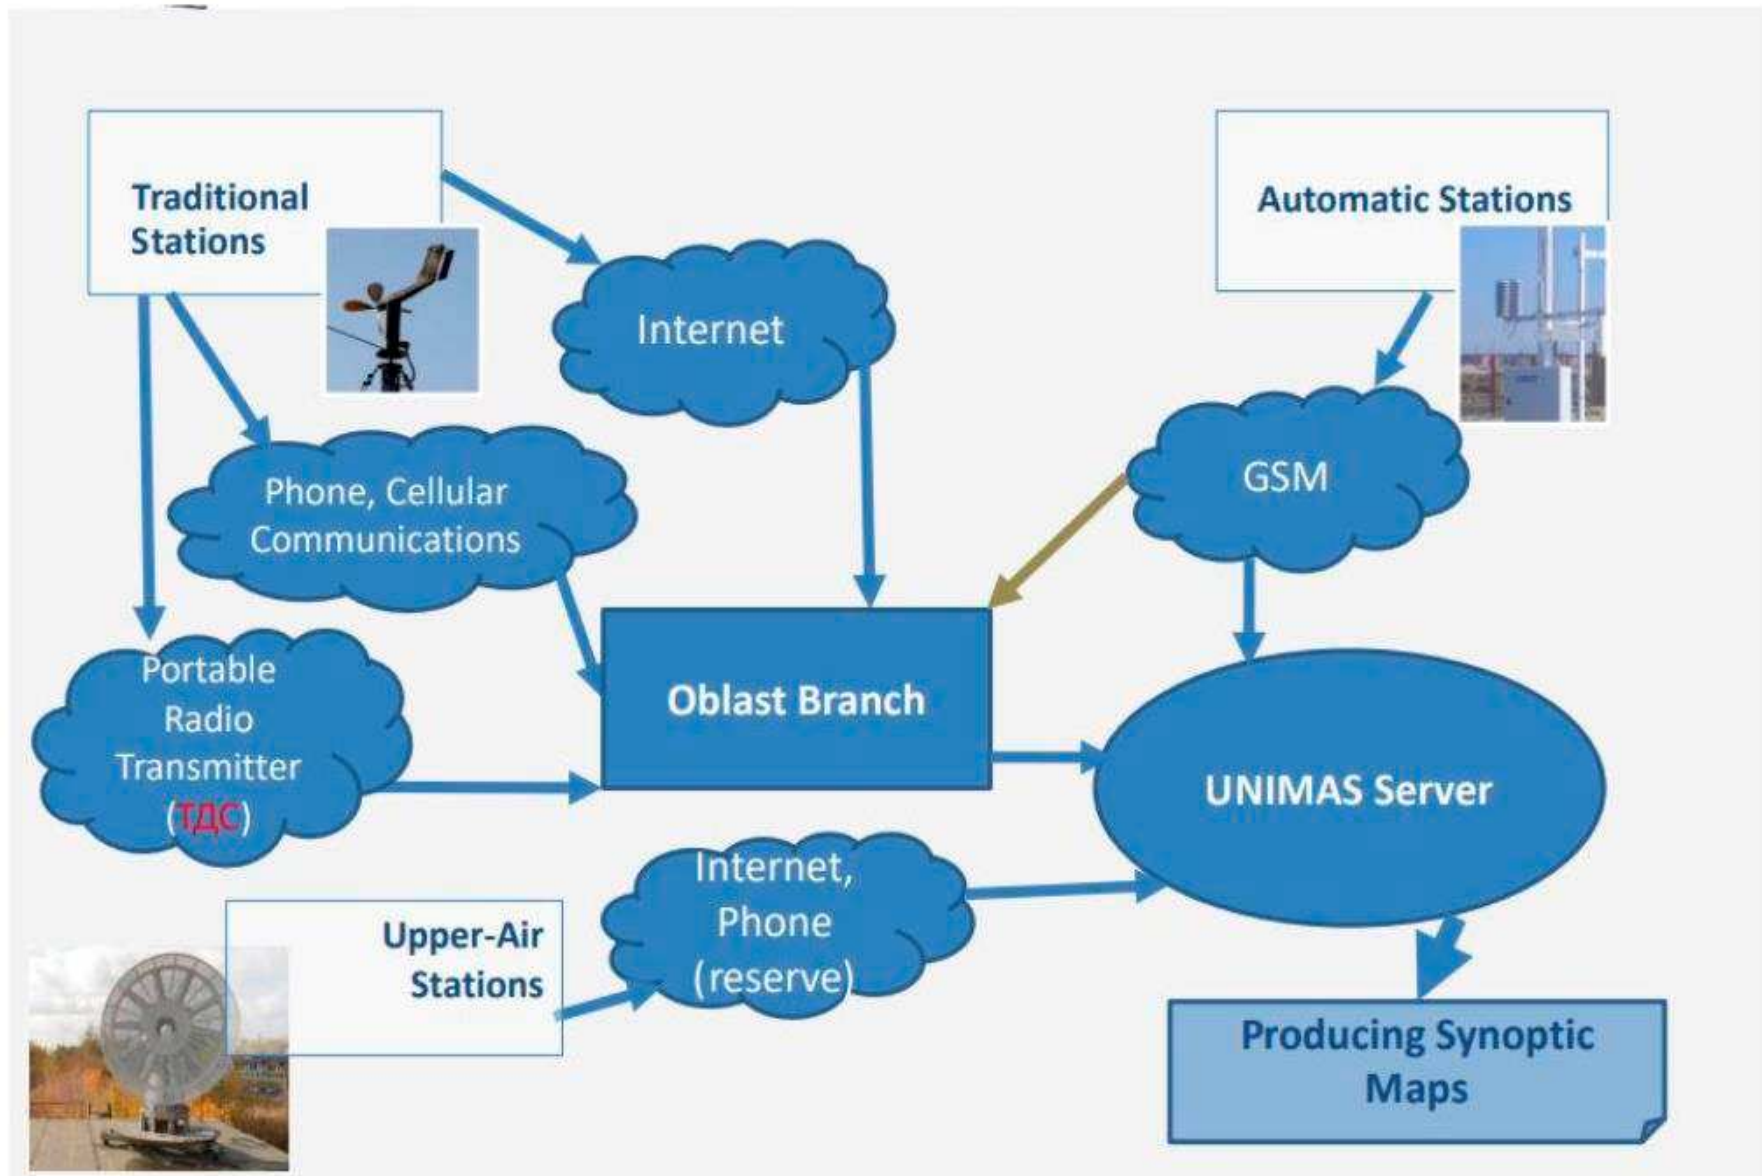 Traditional
Stations
Automatic Stations
Internet
GSM
Phone, Cellular
Communications
Portable
Radio
Transmitter
(ТДС)
Oblast Branch
UNIMAS Server
Internet,
Phone
(reserve)
Upper-Air
Stations
Producing Synoptic
Maps